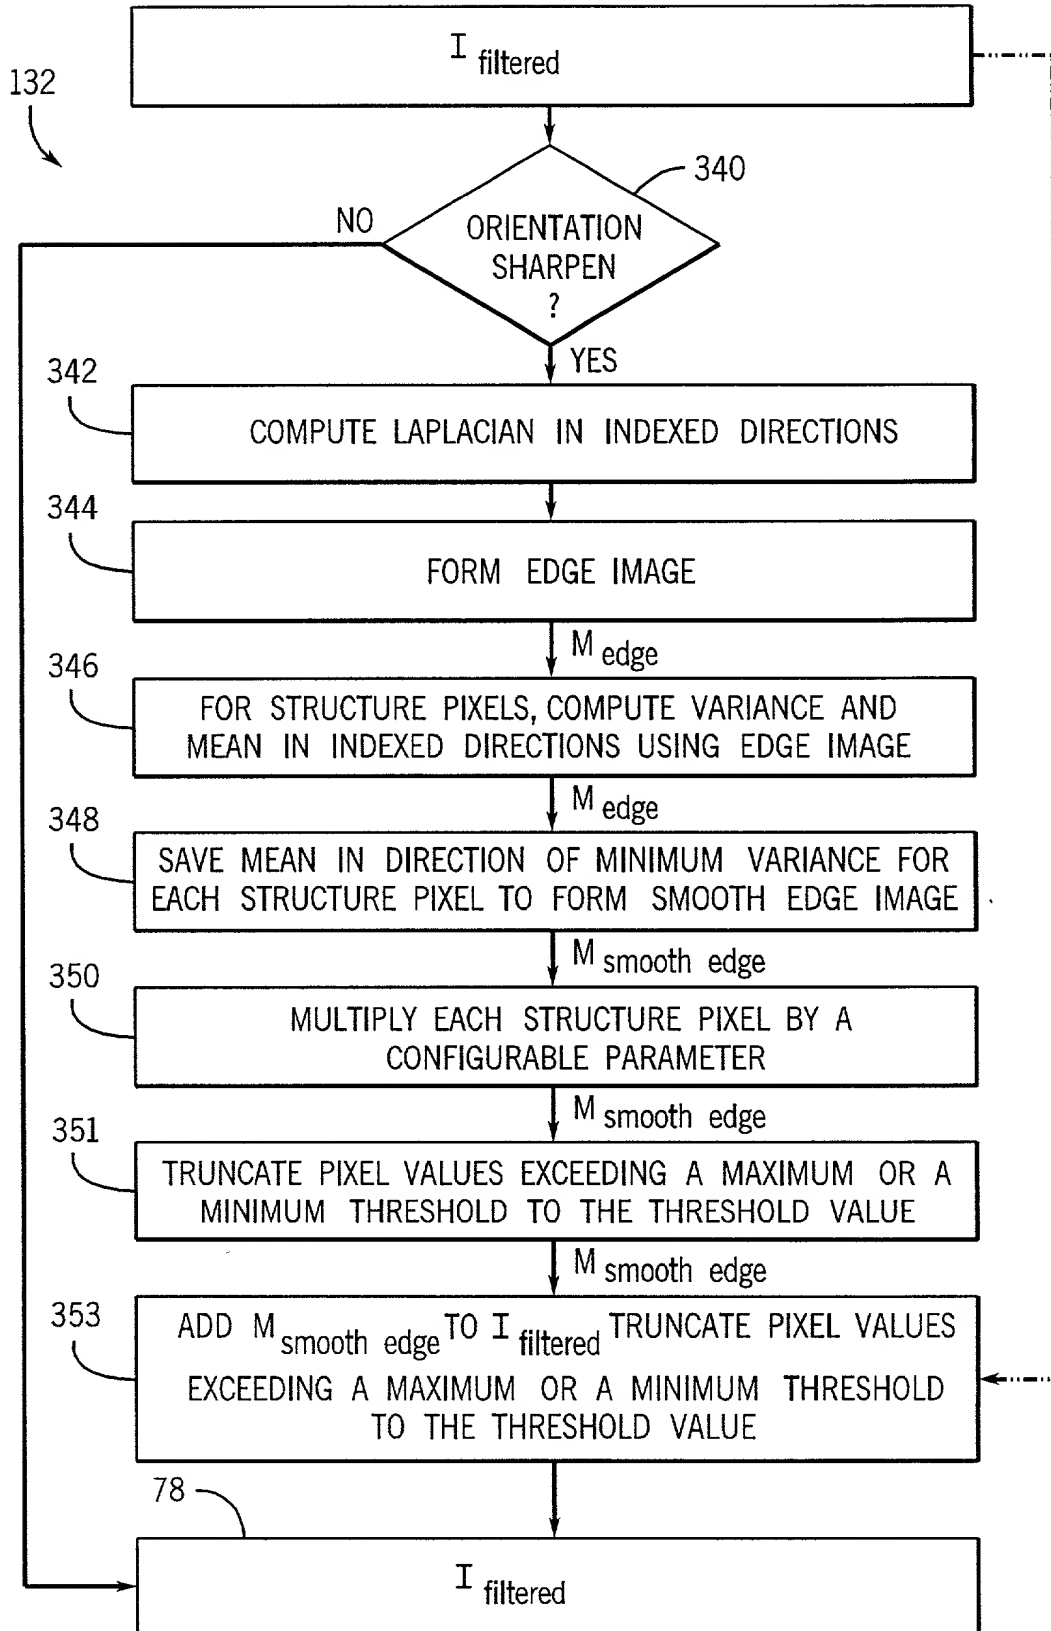 I filtered
132
340
NO
ORIENTATION
SHARPEN
?
YES
342
COMPUTE LAPLACIAN IN INDEXED DIRECTIONS
344
FORM EDGE IMAGE
M edge
346
FOR STRUCTURE PIXELS, COMPUTE VARIANCE AND
MEAN IN INDEXED DIRECTIONS USING EDGE IMAGE
M edge
348
SAVE MEAN IN DIRECTION OF MINIMUM VARIANCE FOR
EACH STRUCTURE PIXEL TO FORM SMOOTH EDGE IMAGE
M smooth edge
350
MULTIPLY EACH STRUCTURE PIXEL BY A
CONFIGURABLE PARAMETER
M smooth edge
351
TRUNCATE PIXEL VALUES EXCEEDING A MAXIMUM OR A
MINIMUM THRESHOLD TO THE THRESHOLD VALUE
M smooth edge
353
ADD M smooth edge TO I filtered TRUNCATE PIXEL VALUES
EXCEEDING A MAXIMUM OR A MINIMUM THRESHOLD
TO THE THRESHOLD VALUE
78
I filtered